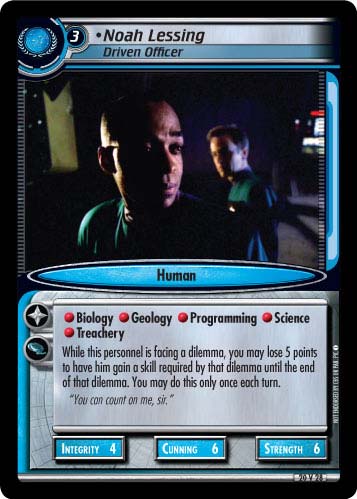 3
•Noah Lessing
Driven Officer
Human
Biology Geology Programming Science
Treachery
While this personnel is facing a dilemma, you may lose 5 points
to have him gain a skill required by that dilemma until the end
of that dilemma. You may do this only once each turn.
"You can count on me, sir."
INTEGRITY 4 CUNNING 6 STRENGTH 6
20 V 28